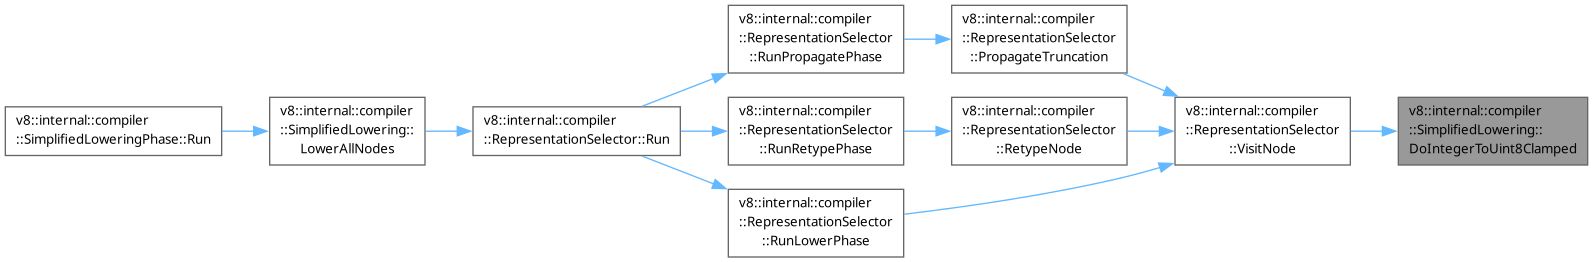 v8::internal::compiler
::SimplifiedLoweringPhase::Run
v8::internal::compiler
::SimplifiedLowering::
LowerAllNodes
v8::internal::compiler
::RepresentationSelector::Run
v8::internal::compiler
::RepresentationSelector
::RunPropagatePhase
v8::internal::compiler
::RepresentationSelector
::PropagateTruncation
v8::internal::compiler
::RepresentationSelector
::RunRetypePhase
v8::internal::compiler
::RepresentationSelector
::RetypeNode
v8::internal::compiler
::RepresentationSelector
::RunLowerPhase
v8::internal::compiler
::RepresentationSelector
::VisitNode
v8::internal::compiler
::SimplifiedLowering::
DoIntegerToUint8Clamped